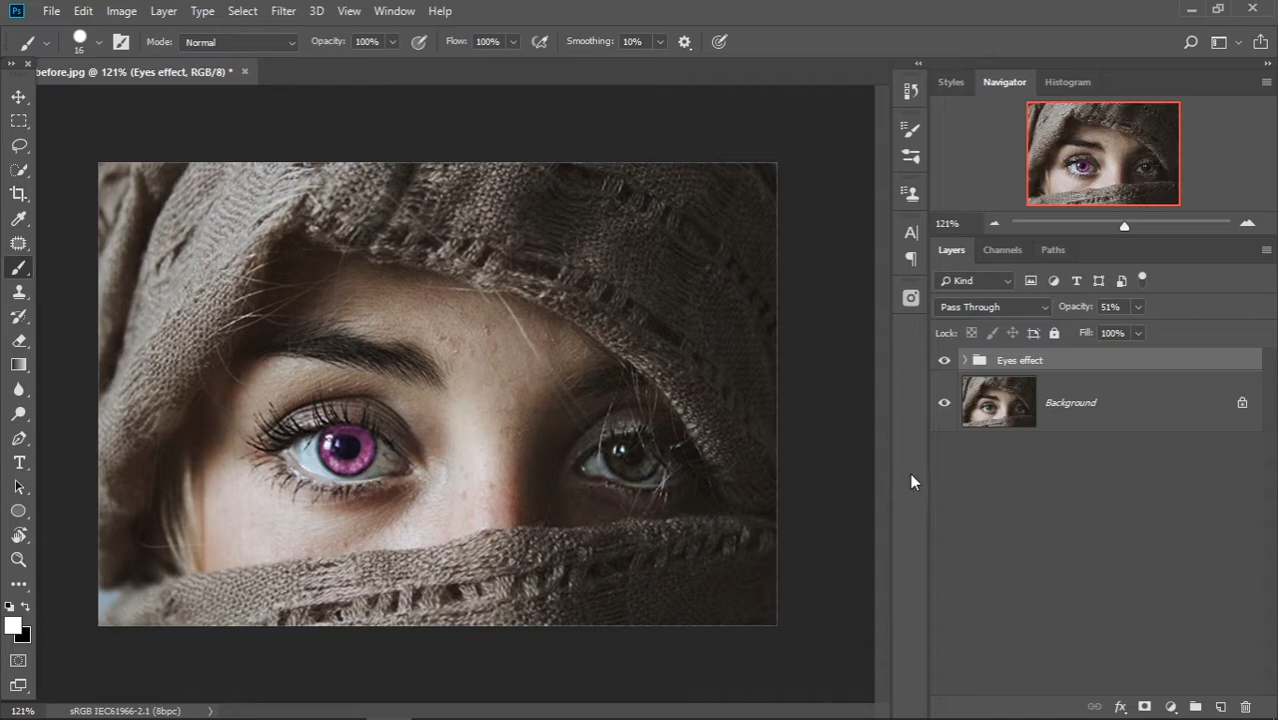 Ps File Edit Image Layer Type Select Filter 3D View Window Help
16 Mode: Normal Opacity: 100% Flow: 100% Smoothing: 10%
before.jpg @ 121% (Eyes effect, RGB/8) *
Styles Navigator Histogram
121%
Layers Channels Paths
Kind
Pass Through Opacity: 51%
Lock: Fill: 100%
Eyes effect
Background
121% sRGB IEC61966-2.1 (8bpc)